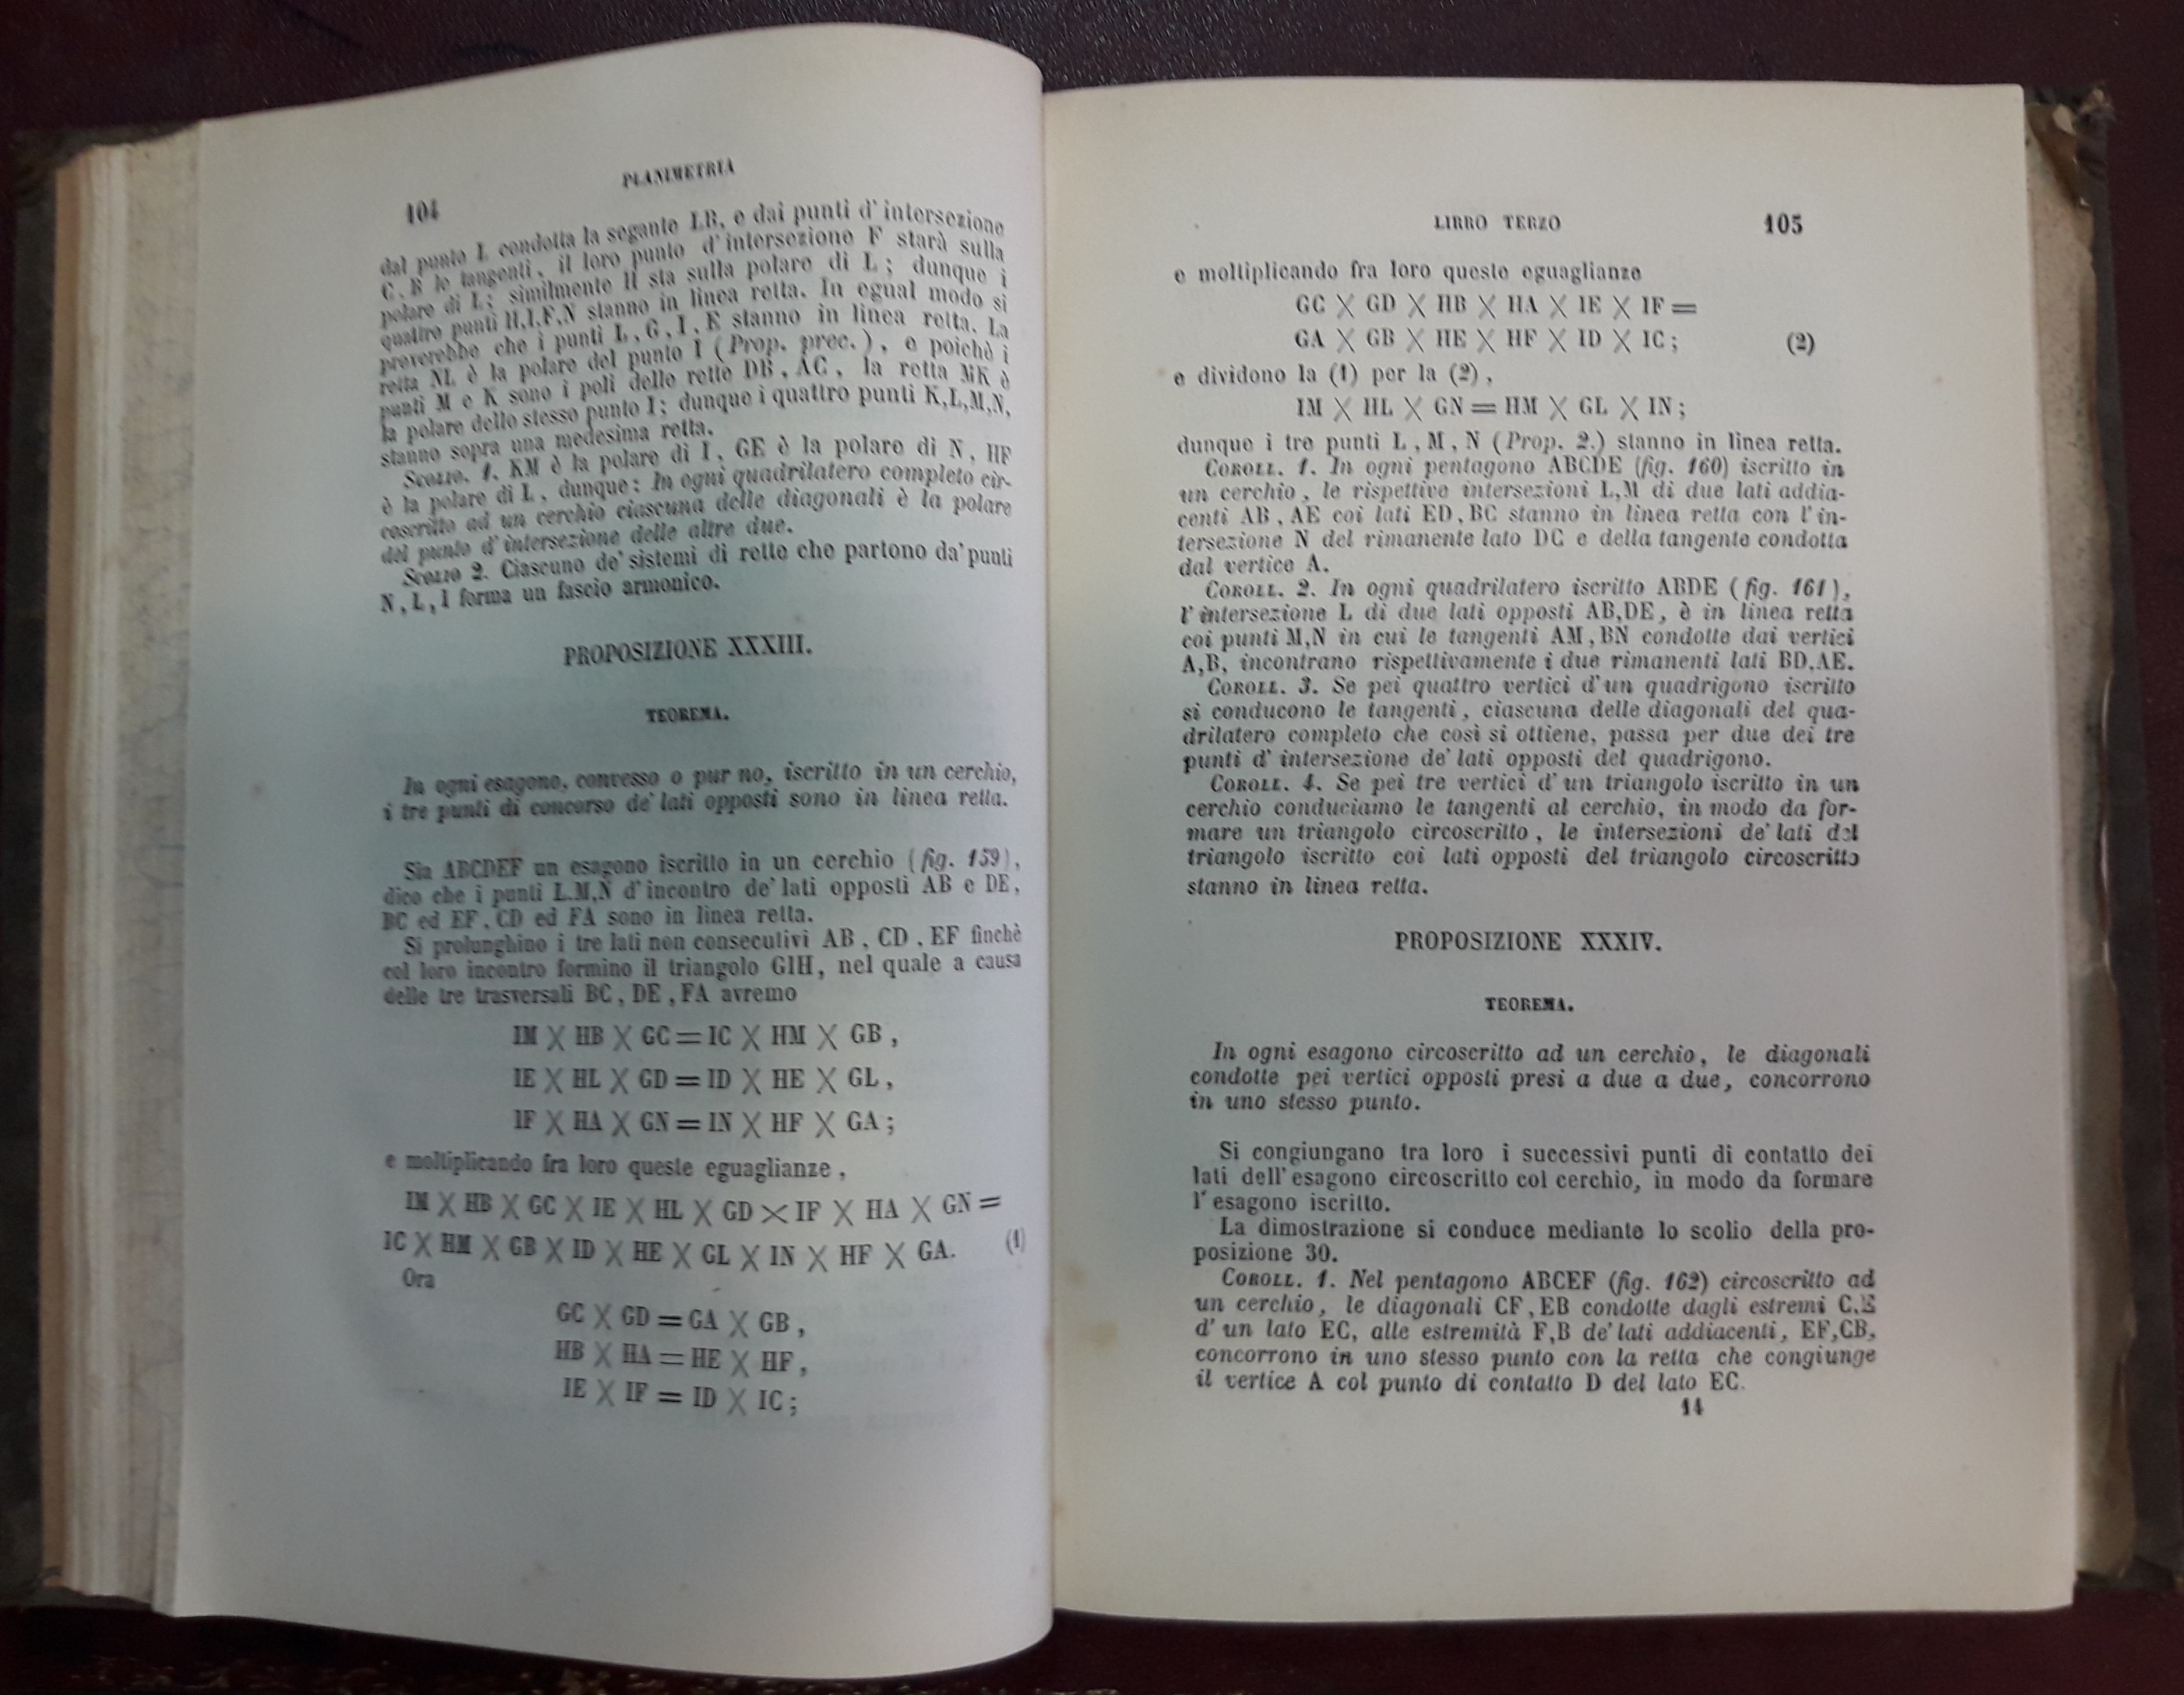 PLANIMETRIA
104
dal punto L condotta la segante LB, e dai punti d'intersezione
C, B le tangenti, il loro punto d'intersezione F starà sulla
polare di L; similmente H sta sulla polare di L; dunque i
quattro punti H,I,F,N stanno in linea retta. In egual modo si
proverebbe che i punti L, G, I, E stanno in linea retta. La
retta NL è la polare del punto I (Prop. prec.), e poichè i
punti M e K sono i poli delle rette DB, AC, la retta MK è
la polare dello stesso punto I; dunque i quattro punti K,L,M,N,
stanno sopra una medesima retta.
Scolio. 1. KM è la polare di I, GE è la polare di N, HF
è la polare di L, dunque: In ogni quadrilatero completo cir-
coscritto ad un cerchio ciascuna delle diagonali è la polare
del punto d'intersezione delle altre due.
Scolio 2. Ciascuno de' sistemi di rette che partono da' punti
N, L, I forma un fascio armonico.
PROPOSIZIONE XXXIII.
TEOREMA.
In ogni esagono, convesso o pur no, iscritto in un cerchio,
i tre punti di concorso de' lati opposti sono in linea retta.
Sia ABCDEF un esagono iscritto in un cerchio (fig. 159),
dico che i punti L,M,N d'incontro de' lati opposti AB e DE,
BC ed EF, CD ed FA sono in linea retta.
Si prolunghino i tre lati non consecutivi AB, CD, EF finchè
col loro incontro formino il triangolo GIH, nel quale a causa
delle tre trasversali BC, DE, FA avremo
IM X HB X GC = IC X HM X GB,
IE X HL X GD = ID X HE X GL,
IF X HA X GN = IN X HF X GA;
e moltiplicando fra loro queste eguaglianze,
IM X HB X GC X IE X HL X GD X IF X HA X GN =
IC X HM X GB X ID X HE X GL X IN X HF X GA. (1)
Ora
GC X GD = GA X GB,
HB X HA = HE X HF,
IE X IF = ID X IC;
LIBRO TERZO 105
e moltiplicando fra loro queste eguaglianze
GC X GD X HB X HA X IE X IF =
GA X GB X HE X HF X ID X IC; (2)
e dividono la (1) per la (2),
IM X HL X GN = HM X GL X IN;
dunque i tre punti L, M, N (Prop. 2.) stanno in linea retta.
Coroll. 1. In ogni pentagono ABCDE (fig. 160) iscritto in
un cerchio, le rispettive intersezioni L,M di due lati addia-
centi AB, AE coi lati ED, BC stanno in linea retta con l'in-
tersezione N del rimanente lato DC e della tangente condotta
dal vertice A.
Coroll. 2. In ogni quadrilatero iscritto ABDE (fig. 161),
l'intersezione L di due lati opposti AB,DE, è in linea retta
coi punti M,N in cui le tangenti AM, BN condotte dai vertici
A,B, incontrano rispettivamente i due rimanenti lati BD,AE.
Coroll. 3. Se pei quattro vertici d'un quadrigono iscritto
si conducono le tangenti, ciascuna delle diagonali del qua-
drilatero completo che così si ottiene, passa per due dei tre
punti d'intersezione de' lati opposti del quadrigono.
Coroll. 4. Se pei tre vertici d'un triangolo iscritto in un
cerchio conduciamo le tangenti al cerchio, in modo da for-
mare un triangolo circoscritto, le intersezioni de' lati del
triangolo iscritto coi lati opposti del triangolo circoscritto
stanno in linea retta.
PROPOSIZIONE XXXIV.
TEOREMA.
In ogni esagono circoscritto ad un cerchio, le diagonali
condotte pei vertici opposti presi a due a due, concorrono
in uno stesso punto.
Si congiungano tra loro i successivi punti di contatto dei
lati dell'esagono circoscritto col cerchio, in modo da formare
l'esagono iscritto.
La dimostrazione si conduce mediante lo scolio della pro-
posizione 30.
Coroll. 1. Nel pentagono ABCEF (fig. 162) circoscritto ad
un cerchio, le diagonali CF, EB condotte dagli estremi C,E
d'un lato EC, alle estremità F,B de' lati addiacenti, EF,CB,
concorrono in uno stesso punto con la retta che congiunge
il vertice A col punto di contatto D del lato EC.
14